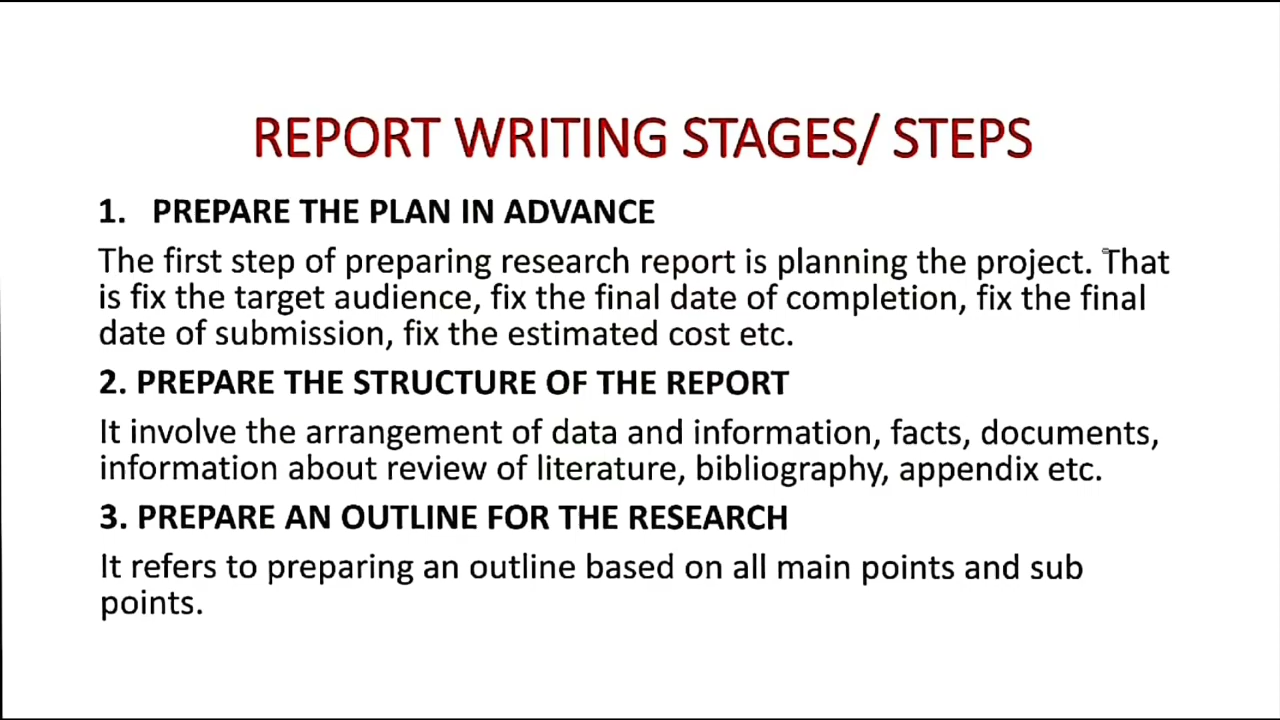 REPORT WRITING STAGES/ STEPS
1. PREPARE THE PLAN IN ADVANCE
The first step of preparing research report is planning the project. That
is fix the target audience, fix the final date of completion, fix the final
date of submission, fix the estimated cost etc.
2. PREPARE THE STRUCTURE OF THE REPORT
It involve the arrangement of data and information, facts, documents,
information about review of literature, bibliography, appendix etc.
3. PREPARE AN OUTLINE FOR THE RESEARCH
It refers to preparing an outline based on all main points and sub
points.